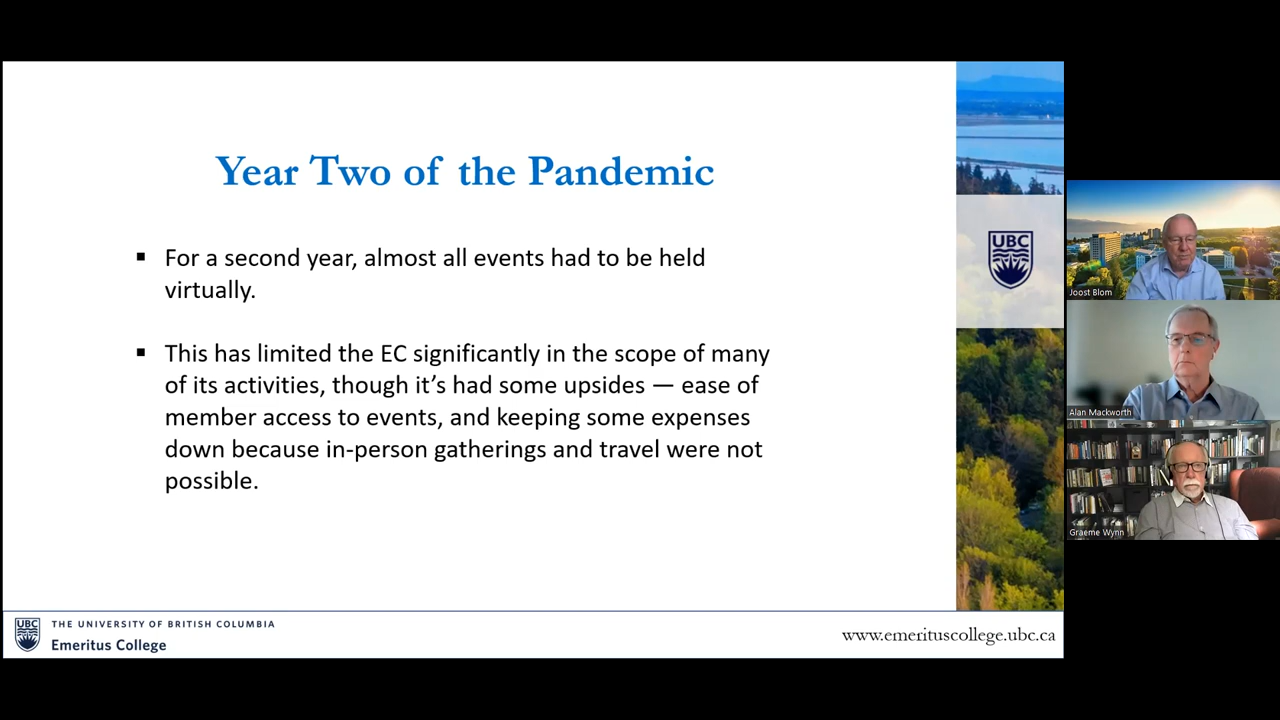 Year Two of the Pandemic
▪ For a second year, almost all events had to be held
virtually.
▪ This has limited the EC significantly in the scope of many
of its activities, though it’s had some upsides — ease of
member access to events, and keeping some expenses
down because in-person gatherings and travel were not
possible.
UBC
UBC
THE UNIVERSITY OF BRITISH COLUMBIA
Emeritus College
www.emerituscollege.ubc.ca
Joost Blom
Alan Mackworth
Graeme Wynn